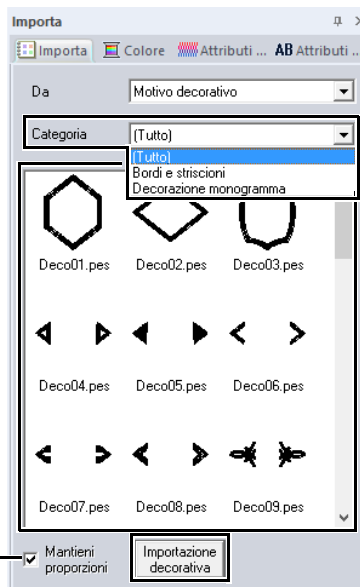 Importa
Importa Colore Attributi ... AB Attributi ...
Da Motivo decorativo
Categoria (Tutto)
(Tutto)
Bordi e striscioni
Decorazione monogramma
Deco01.pes Deco02.pes Deco03.pes
Deco04.pes Deco05.pes Deco06.pes
Deco07.pes Deco08.pes Deco09.pes
Mantieni proporzioni
Importazione decorativa